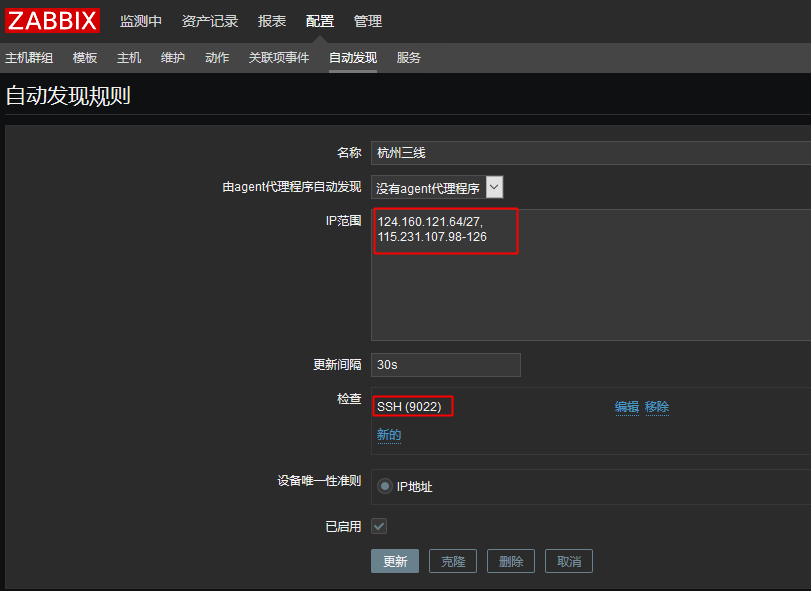 ZABBIX 监测中 资产记录 报表 配置 管理
主机群组 模板 主机 维护 动作 关联项事件 自动发现 服务
自动发现规则
名称 杭州三线
由agent代理程序自动发现 没有agent代理程序
IP范围 124.160.121.64/27,
115.231.107.98-126
更新间隔 30s
检查 SSH (9022) 编辑 移除
新的
设备唯一性准则 IP地址
已启用
更新 克隆 删除 取消